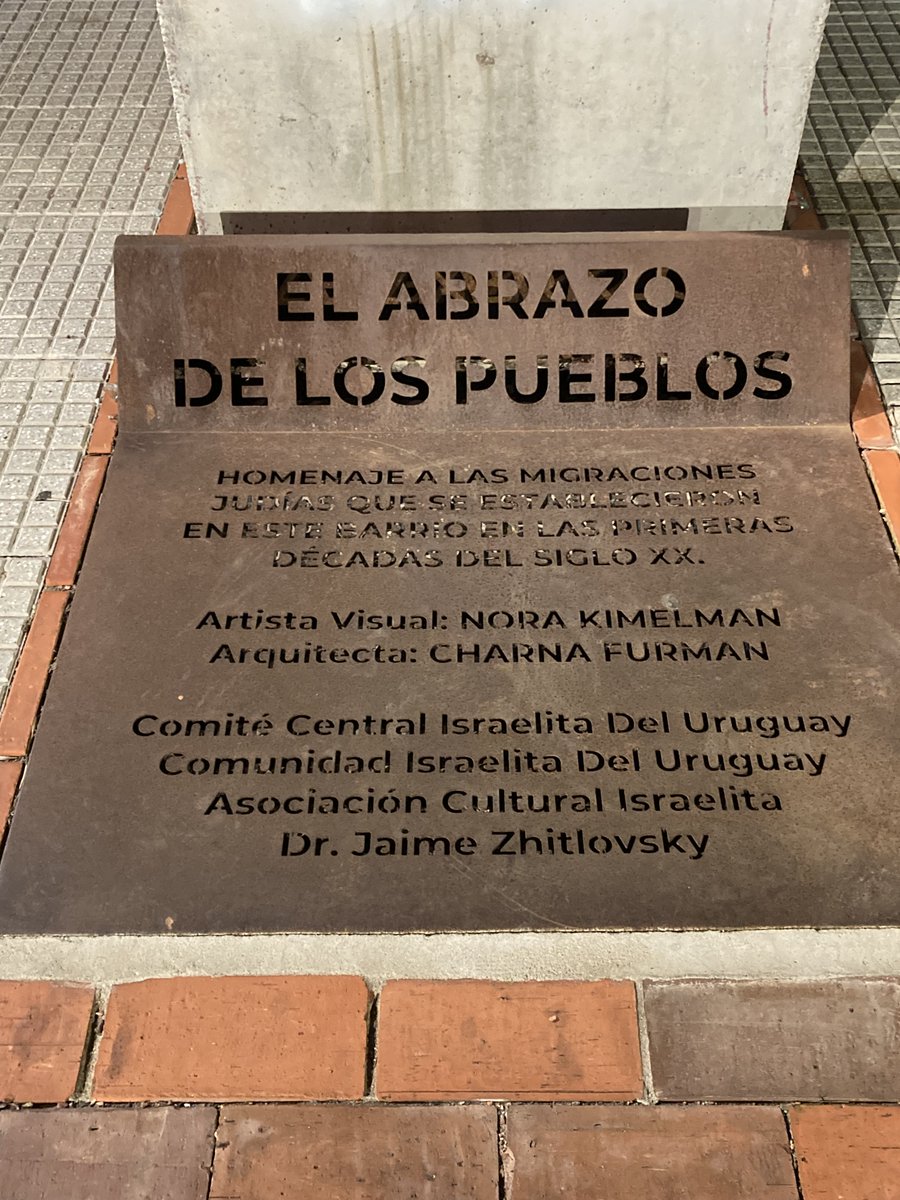 EL ABRAZO
DE LOS PUEBLOS
HOMENAJE A LAS MIGRACIONES
JUDÍAS QUE SE ESTABLECIERON
EN ESTE BARRIO EN LAS PRIMERAS
DÉCADAS DEL SIGLO XX.
Artista Visual: NORA KIMELMAN
Arquitecta: CHARNA FURMAN
Comité Central Israelita Del Uruguay
Comunidad Israelita Del Uruguay
Asociación Cultural Israelita
Dr. Jaime Zhitlovsky